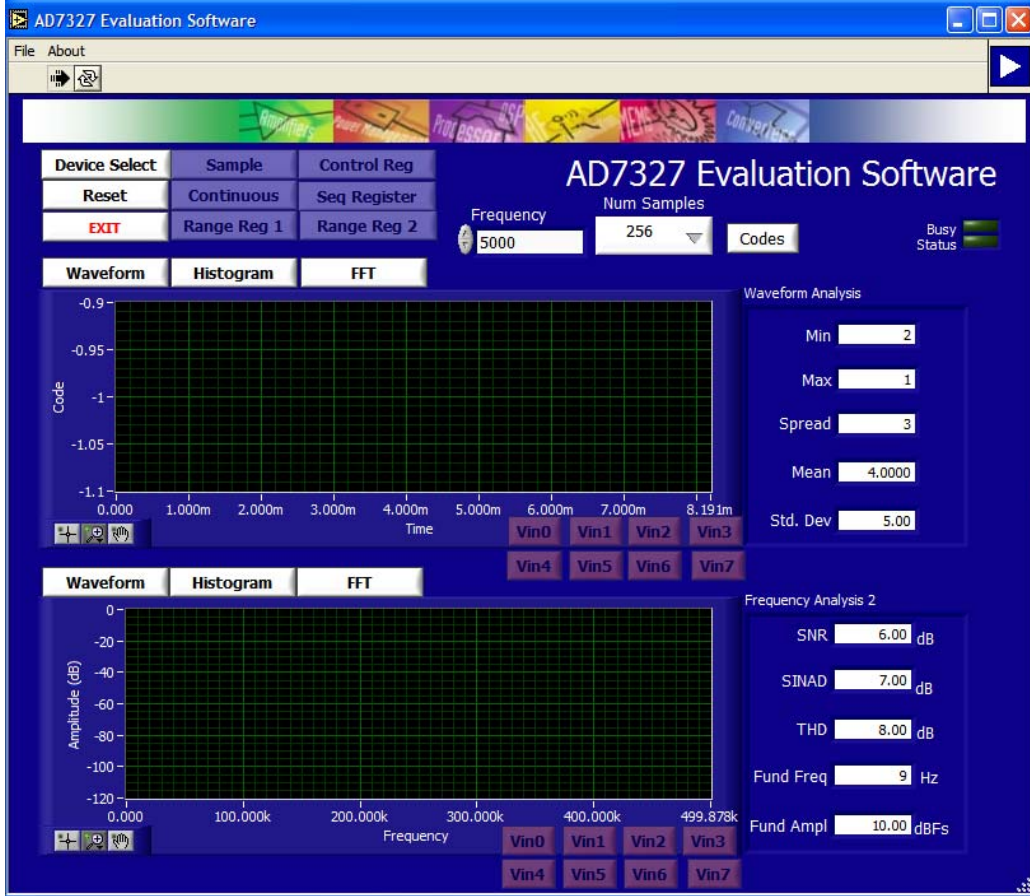 AD7327 Evaluation Software
File About
Amplifiers Power Management Processor DSP MEMS Converters
Device Select Sample Control Reg
Reset Continuous Seq Register
EXIT Range Reg 1 Range Reg 2
AD7327 Evaluation Software
Frequency
5000
Num Samples
256
Codes
Busy
Status
Waveform Histogram FFT
Code
-0.9
-0.95
-1
-1.05
-1.1
0.000 1.000m 2.000m 3.000m 4.000m 5.000m 6.000m 7.000m 8.191m
Time
Vin0 Vin1 Vin2 Vin3
Vin4 Vin5 Vin6 Vin7
Waveform Analysis
Min 2
Max 1
Spread 3
Mean 4.0000
Std. Dev 5.00
Waveform Histogram FFT
Amplitude (dB)
0
-20
-40
-60
-80
-100
-120
0.000 100.000k 200.000k 300.000k 400.000k 499.878k
Frequency
Vin0 Vin1 Vin2 Vin3
Vin4 Vin5 Vin6 Vin7
Frequency Analysis 2
SNR 6.00 dB
SINAD 7.00 dB
THD 8.00 dB
Fund Freq 9 Hz
Fund Ampl 10.00 dBFs